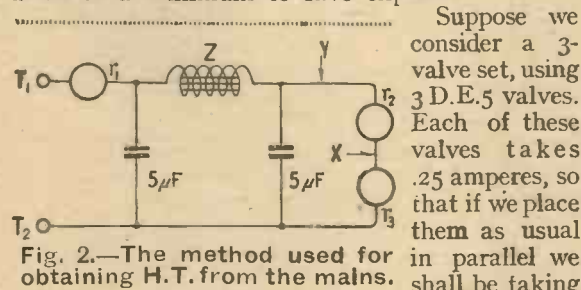 Suppose we
consider a 3-
valve set, using
3 D.E.5 valves.
Each of these
valves takes
.25 amperes, so
that if we place
them as usual
in parallel we
shall be taking
T₁
r₁
Z
Y
r₂
X
r₃
5μF
5μF
T₂
Fig. 2.—The method used for
obtaining H.T. from the mains.